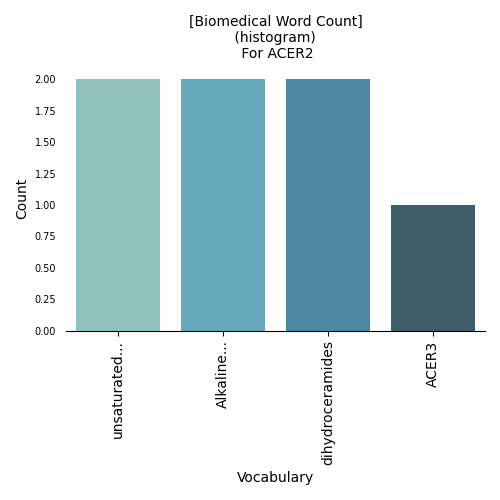 [Biomedical Word Count]
(histogram)
For ACER2
Count
2.00
1.75
1.50
1.25
1.00
0.75
0.50
0.25
0.00
unsaturated...
Alkaline...
dihydroceramides
ACER3
Vocabulary